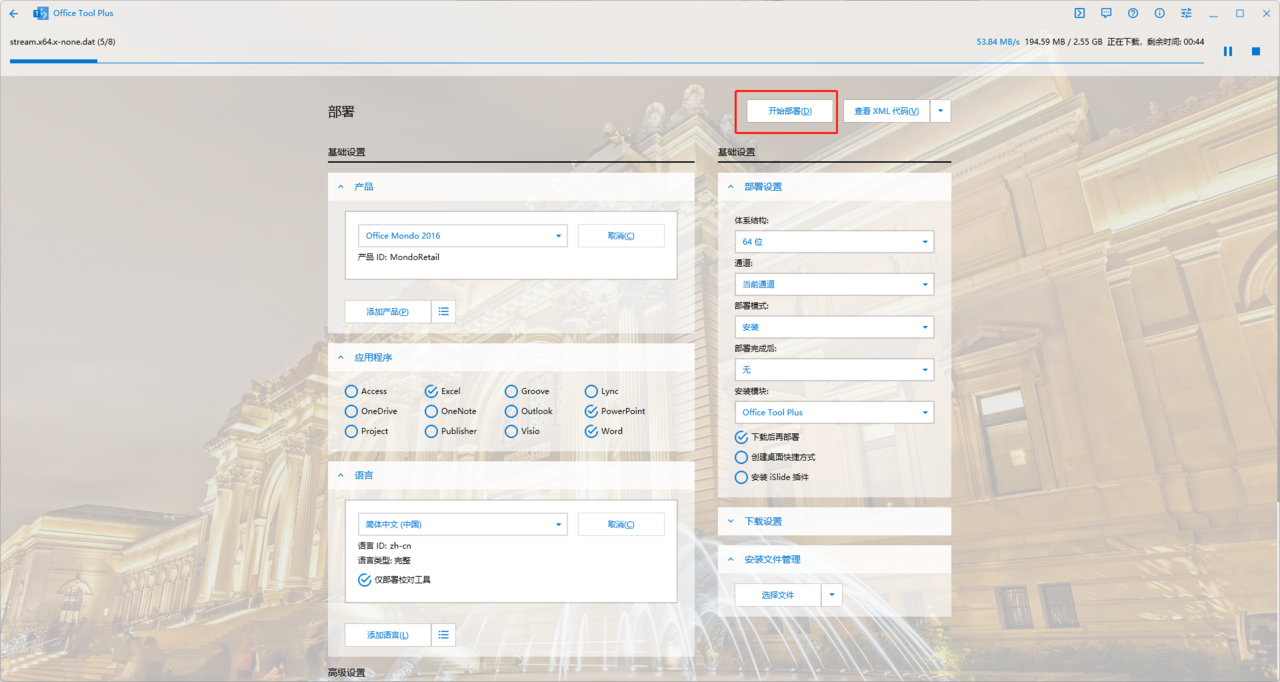 Office Tool Plus
stream.x64.x-none.dat (5/8)
53.84 MB/s 194.59 MB / 2.55 GB 正在下载，剩余时间: 00:44
部署
开始部署(D)
查看 XML 代码(V)
基础设置
产品
Office Mondo 2016
取消(C)
产品 ID: MondoRetail
添加产品(P)
应用程序
Access Excel Groove Lync
OneDrive OneNote Outlook PowerPoint
Project Publisher Visio Word
语言
简体中文 (中国)
取消(C)
语言 ID: zh-cn
语言类型: 完整
仅部署校对工具
添加语言(L)
高级设置
基础设置
部署设置
体系结构:
64 位
通道:
当前通道
部署模式:
安装
部署完成后:
无
安装模块:
Office Tool Plus
下载后再部署
创建桌面快捷方式
安装 iSlide 插件
下载设置
安装文件管理
选择文件